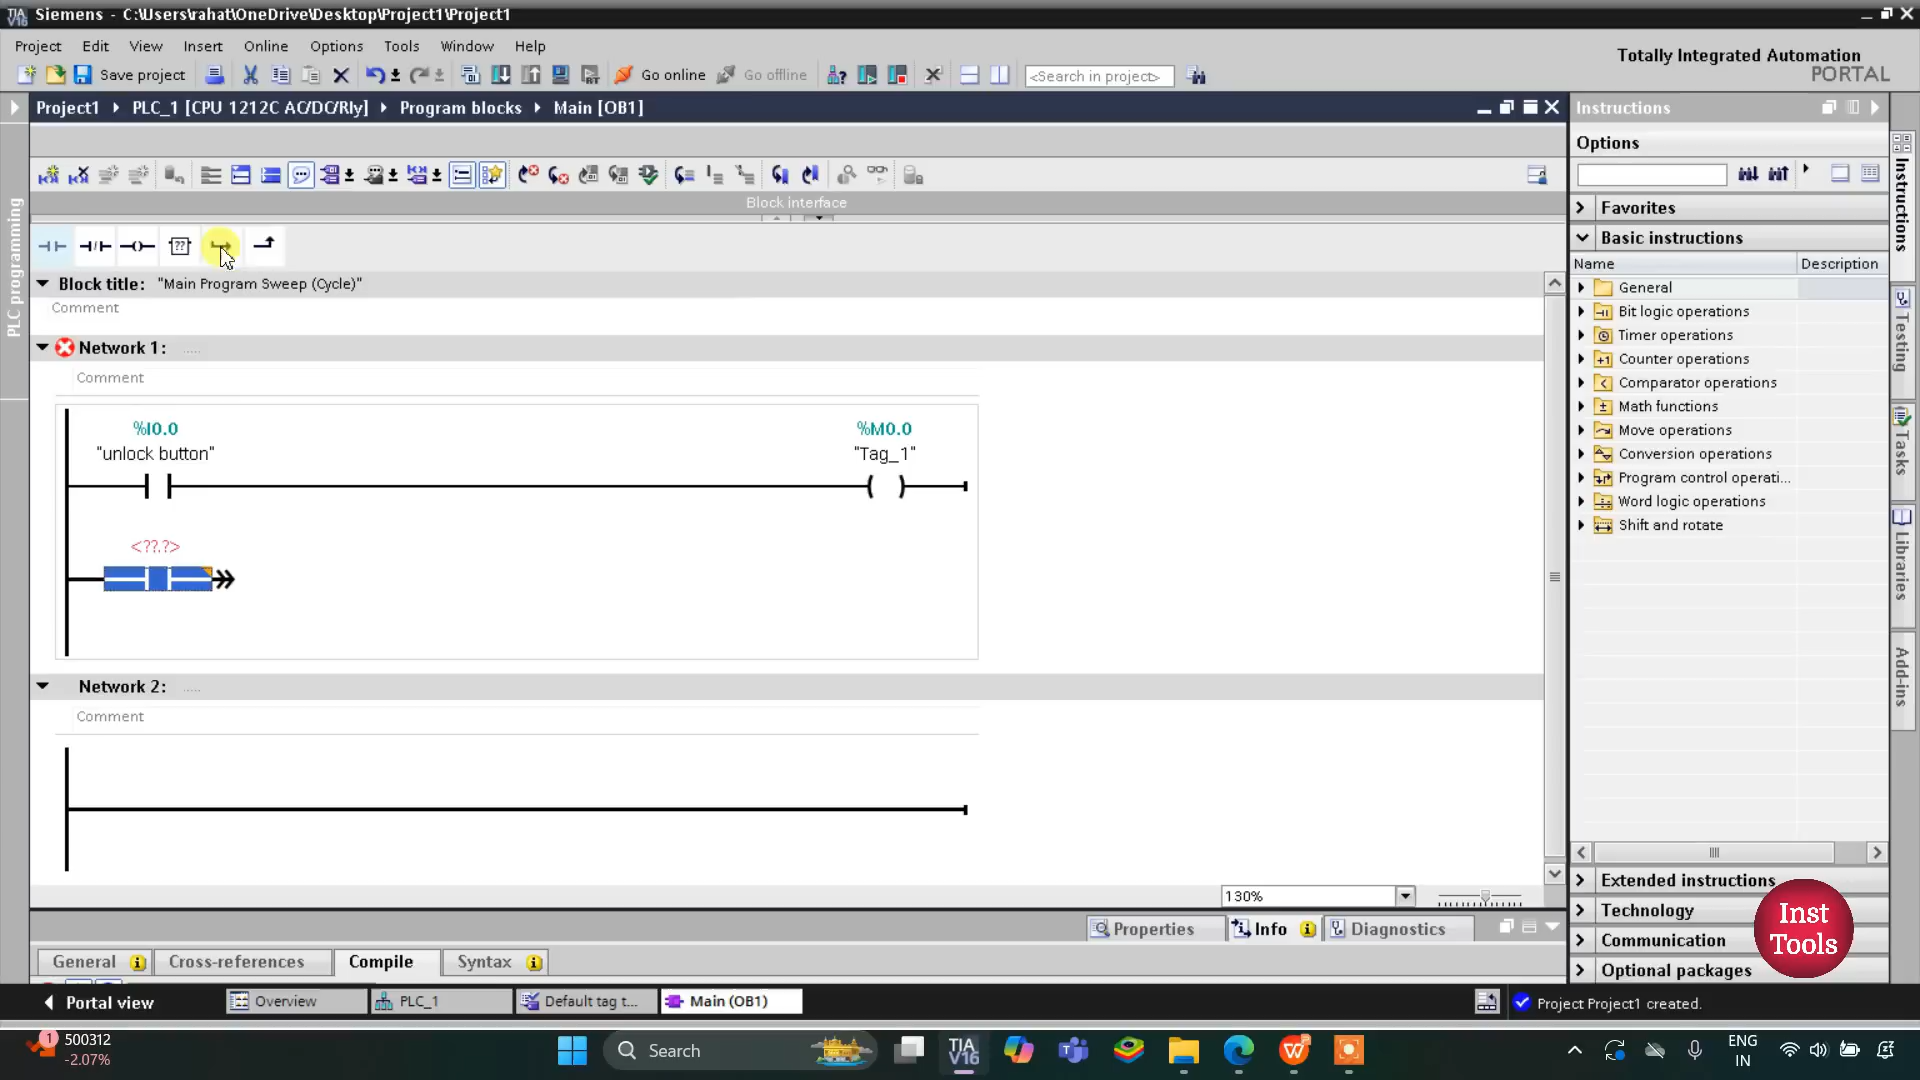 Siemens - C:\Users\rahat\OneDrive\Desktop\Project1\Project1
Project Edit View Insert Online Options Tools Window Help
Totally Integrated Automation
PORTAL
Save project
Go online
Go offline
<Search in project>
Project1 PLC_1 [CPU 1212C AC/DC/Rly] Program blocks Main [OB1]
Instructions
Options
Block interface
Favorites
Basic instructions
Name Description
General
Bit logic operations
Timer operations
Counter operations
Comparator operations
Math functions
Move operations
Conversion operations
Program control operati...
Word logic operations
Shift and rotate
Extended instructions
Technology
Communication
Optional packages
Instructions
Testing
Tasks
Libraries
Add-ins
PLC programming
??
Block title: "Main Program Sweep (Cycle)"
Comment
Network 1: .....
Comment
%I0.0
"unlock button"
%M0.0
"Tag_1"
<??.?>
Network 2: .....
Comment
130%
Properties Info Diagnostics
General Cross-references Compile Syntax
Inst
Tools
Portal view Overview PLC_1 Default tag t... Main (OB1)
Project Project1 created.
1
500312
-2.07%
Search
TIA
V16
ENG
IN